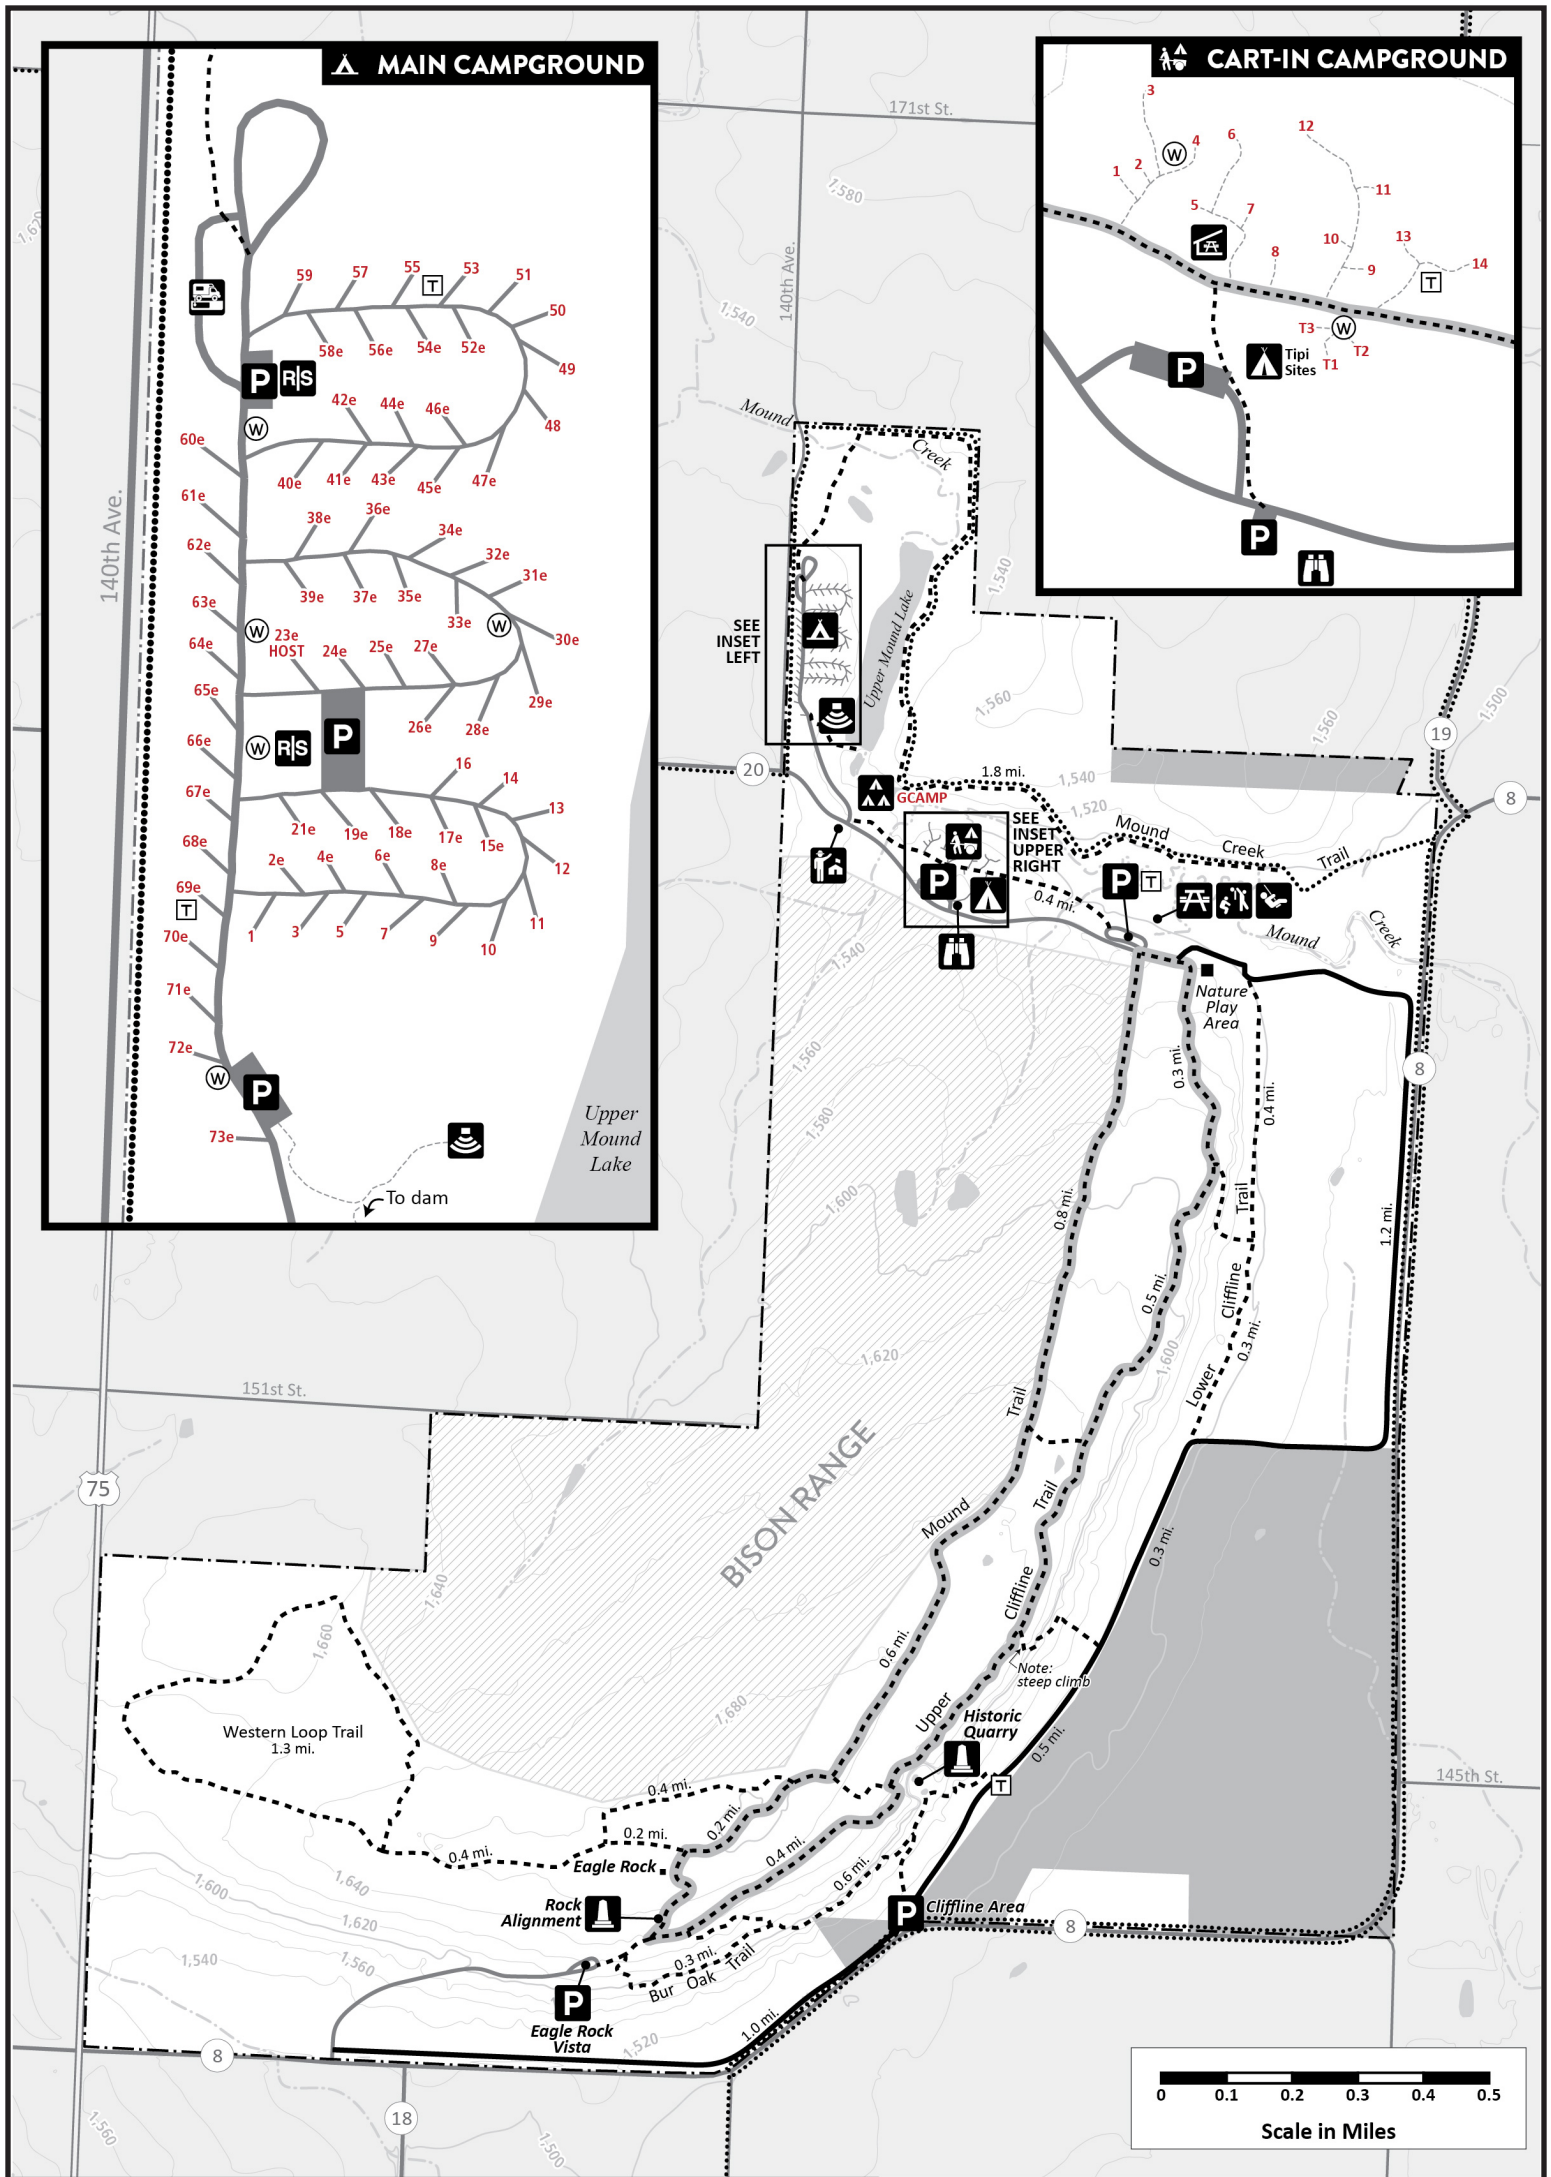 MAIN CAMPGROUND
140th Ave.
59
57
55
T
53
51
50
58e
56e
54e
52e
49
P
R|S
42e
44e
46e
48
W
60e
40e
41e
43e
45e
47e
61e
38e
36e
34e
62e
32e
31e
39e
37e
35e
63e
33e
W
W
23e
HOST
30e
64e
24e
25e
27e
65e
29e
26e
28e
66e
W
R|S
P
16
14
67e
13
21e
19e
18e
17e
15e
68e
2e
4e
6e
8e
12
69e
T
70e
1
3
5
7
9
10
11
71e
72e
W
P
73e
Upper
Mound
Lake
To dam
CART-IN CAMPGROUND
3
W
4
6
12
1
2
11
5
7
10
13
8
9
14
T
T3
W
T2
T1
Tipi
Sites
P
P
171st St.
1,580
1,620
1,540
140th Ave.
Mound
Creek
1,540
SEE
INSET
LEFT
Upper Mound Lake
1,560
1,560
1,500
19
20
1.8 mi.
1,540
8
GCAMP
1,520
SEE
INSET
UPPER
RIGHT
Mound
Creek
Trail
P
P
T
0.4 mi.
Mound
Creek
1,540
Nature
Play
Area
1,560
0.3 mi.
0.4 mi.
8
1,580
Trail
1,600
0.8 mi.
1.2 mi.
0.5 mi.
Cliffline
0.3 mi.
1,620
1,600
151st St.
Lower
Trail
75
BISON RANGE
Mound
Trail
0.3 mi.
1,640
Cliffline
1,660
0.6 mi.
Note:
steep climb
1,680
Upper
Historic
Quarry
Western Loop Trail
1.3 mi.
0.5 mi.
T
145th St.
0.4 mi.
0.2 mi.
0.2 mi.
0.4 mi.
0.4 mi.
Eagle Rock
0.6 mi.
1,640
1,600
Rock
Alignment
P
Cliffline Area
8
1,620
1,540
1,560
0.3 mi.
Bur Oak Trail
P
Eagle Rock
Vista
1.0 mi.
1,520
8
18
1,560
1,500
0
0.1
0.2
0.3
0.4
0.5
Scale in Miles